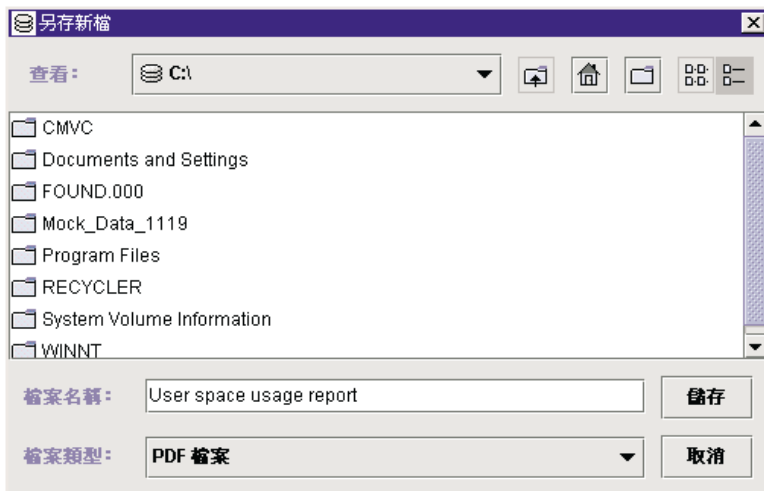 另存新檔
查看：
C:\
CMVC
Documents and Settings
FOUND.000
Mock_Data_1119
Program Files
RECYCLER
System Volume Information
WINNT
檔案名稱： User space usage report 儲存
檔案類型： PDF 檔案 取消